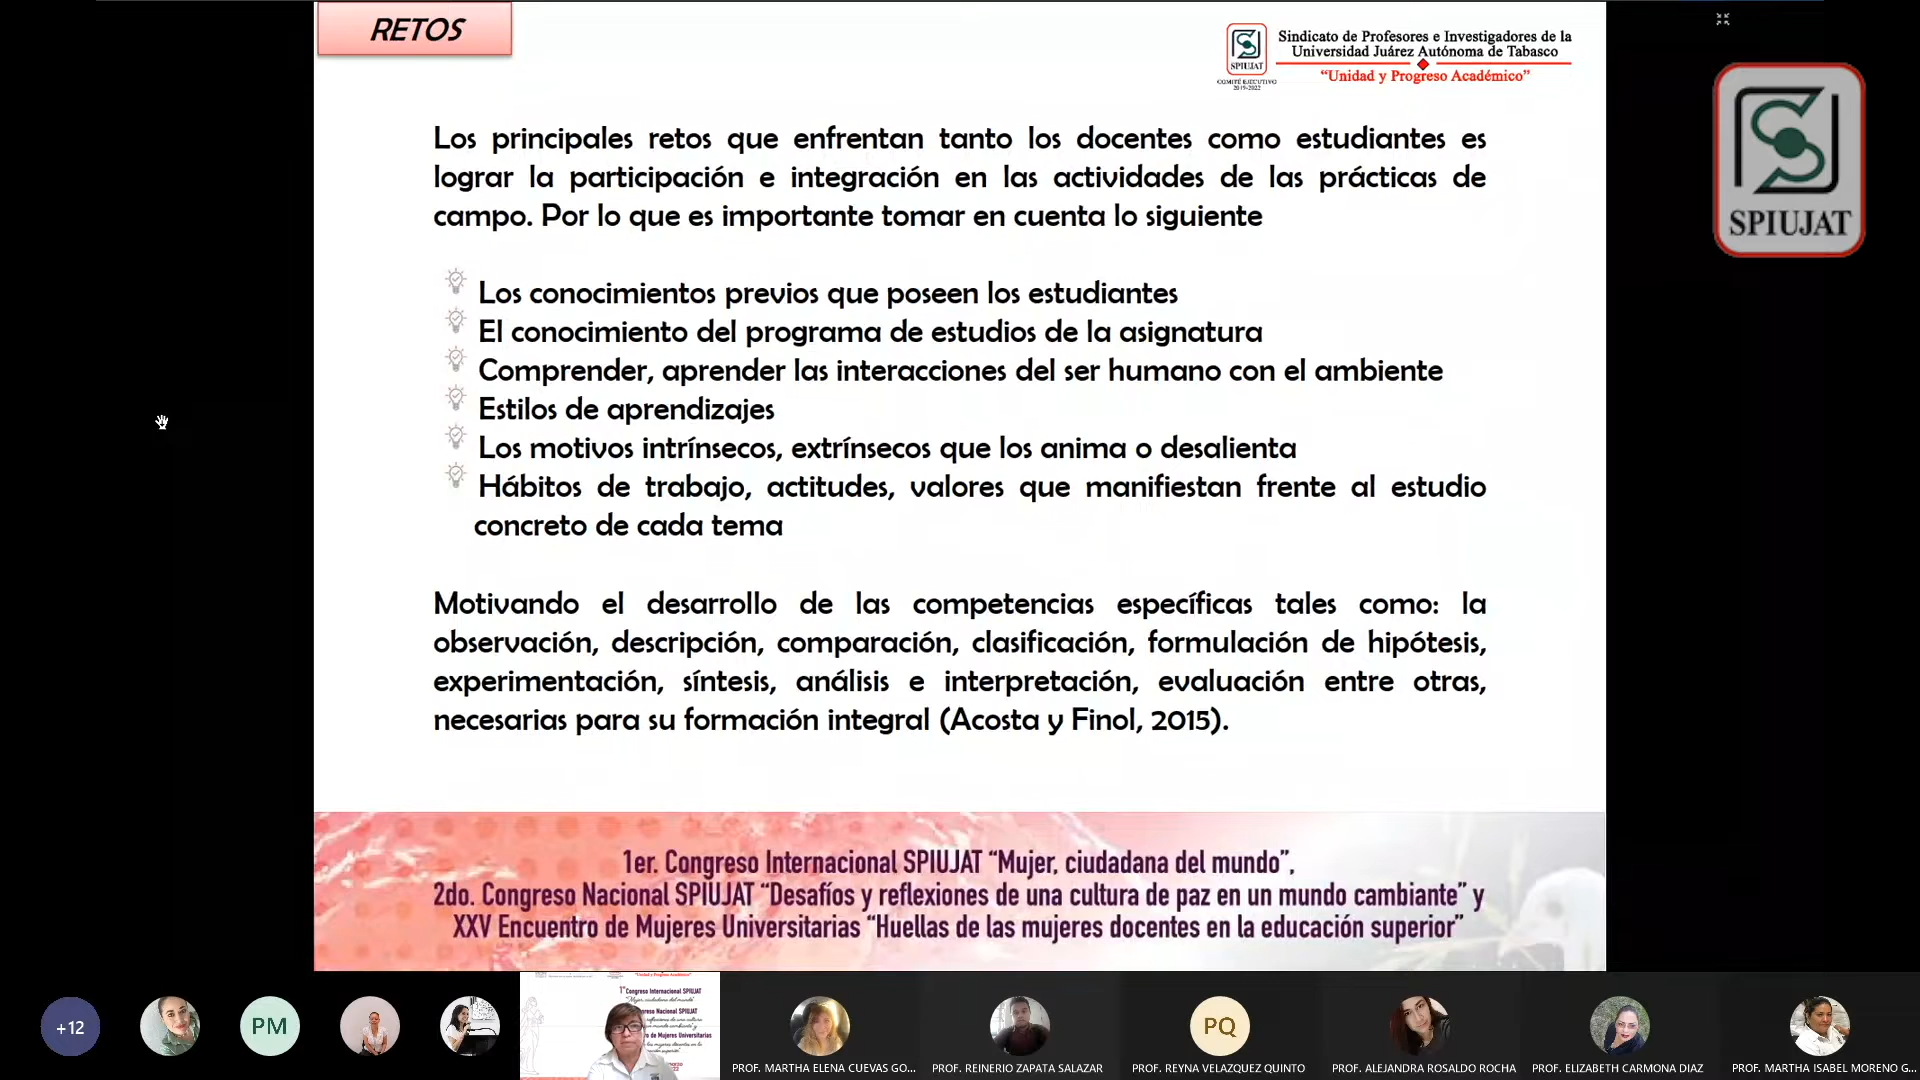 RETOS
SPIUJAT
COMITÉ EJECUTIVO
2019-2022
Sindicato de Profesores e Investigadores de la
Universidad Juárez Autónoma de Tabasco
“Unidad y Progreso Académico”
SPIUJAT
Los principales retos que enfrentan tanto los docentes como estudiantes es
lograr la participación e integración en las actividades de las prácticas de
campo. Por lo que es importante tomar en cuenta lo siguiente
Los conocimientos previos que poseen los estudiantes
El conocimiento del programa de estudios de la asignatura
Comprender, aprender las interacciones del ser humano con el ambiente
Estilos de aprendizajes
Los motivos intrínsecos, extrínsecos que los anima o desalienta
Hábitos de trabajo, actitudes, valores que manifiestan frente al estudio
concreto de cada tema
Motivando el desarrollo de las competencias específicas tales como: la
observación, descripción, comparación, clasificación, formulación de hipótesis,
experimentación, síntesis, análisis e interpretación, evaluación entre otras,
necesarias para su formación integral (Acosta y Finol, 2015).
1er. Congreso Internacional SPIUJAT “Mujer, ciudadana del mundo”,
2do. Congreso Nacional SPIUJAT “Desafíos y reflexiones de una cultura de paz en un mundo cambiante” y
XXV Encuentro de Mujeres Universitarias “Huellas de las mujeres docentes en la educación superior”
+12
PM
Congreso Internacional SPIUJAT
PQ
PROF. MARTHA ELENA CUEVAS GO...
PROF. REINERIO ZAPATA SALAZAR
PROF. REYNA VELAZQUEZ QUINTO
PROF. ALEJANDRA ROSALDO ROCHA
PROF. ELIZABETH CARMONA DIAZ
PROF. MARTHA ISABEL MORENO G...